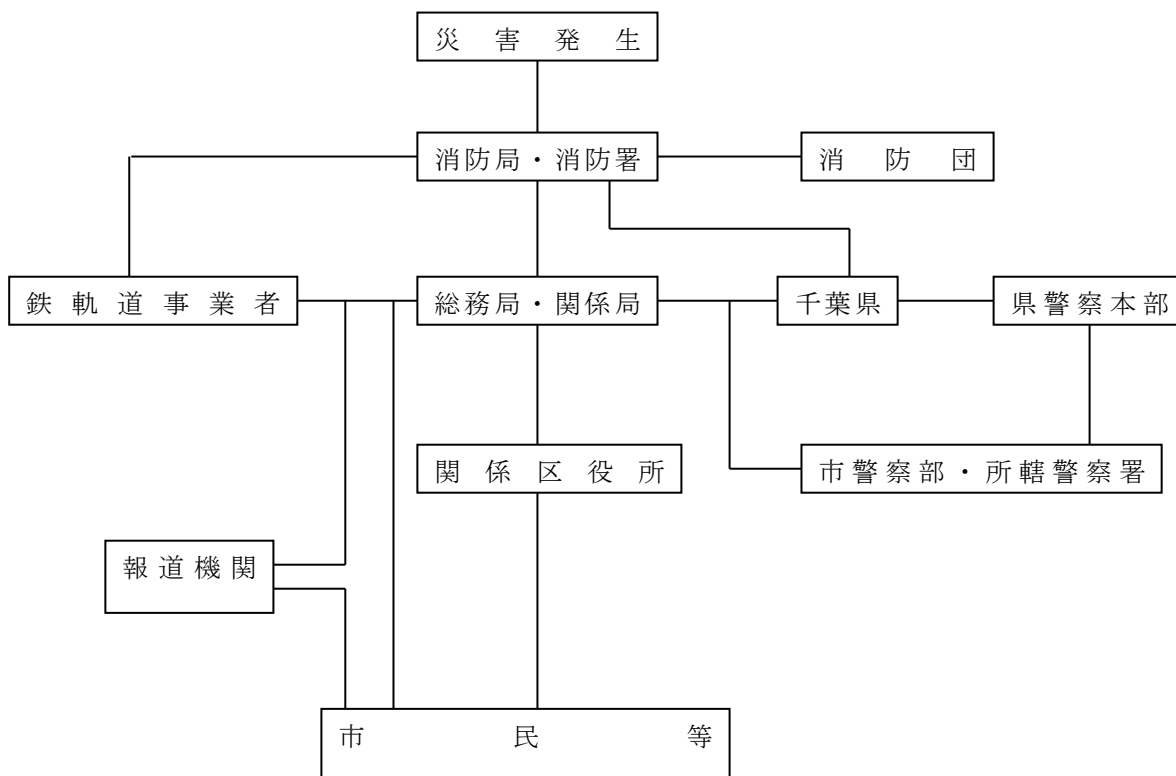 災害発生
消防局・消防署
消防団
鉄軌道事業者
総務局・関係局
千葉県
県警察本部
関係区役所
市警察部・所轄警察署
報道機関
市民等